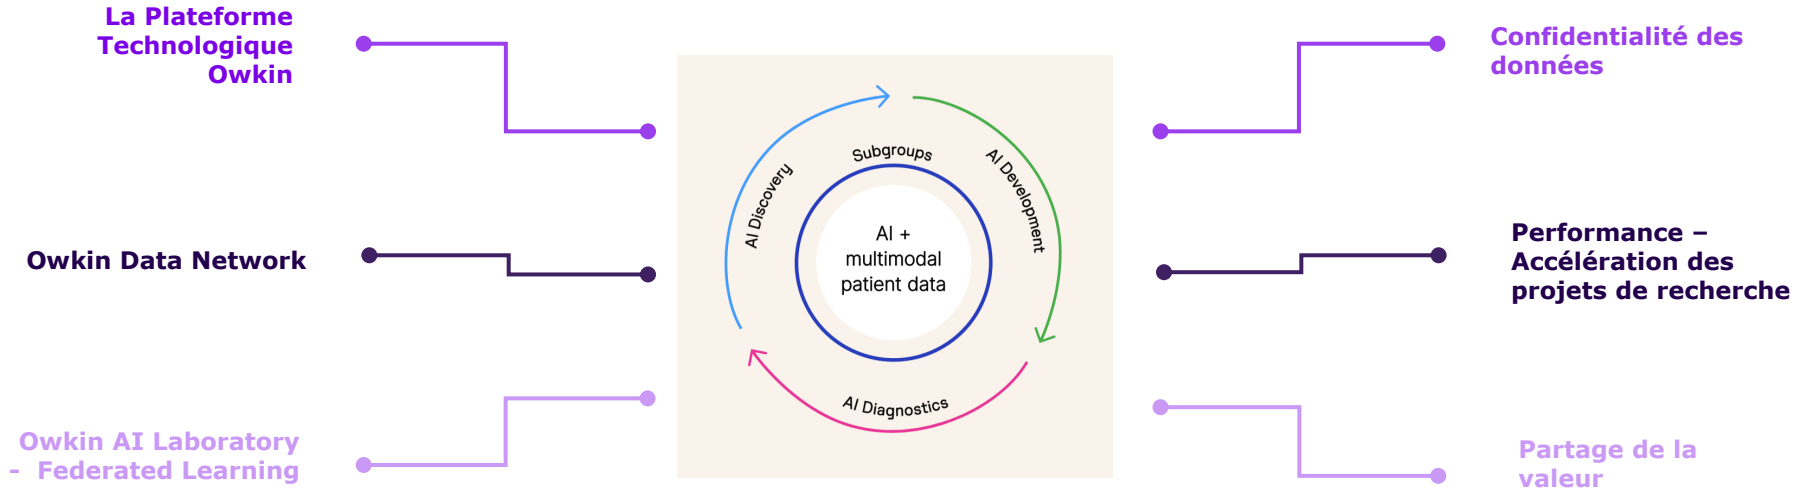 La Plateforme
Technologique
Owkin
Owkin Data Network
Owkin AI Laboratory
- Federated Learning
Subgroups
AI Discovery
AI Development
AI +
multimodal
patient data
AI Diagnostics
Confidentialité des
données
Performance –
Accélération des
projets de recherche
Partage de la
valeur